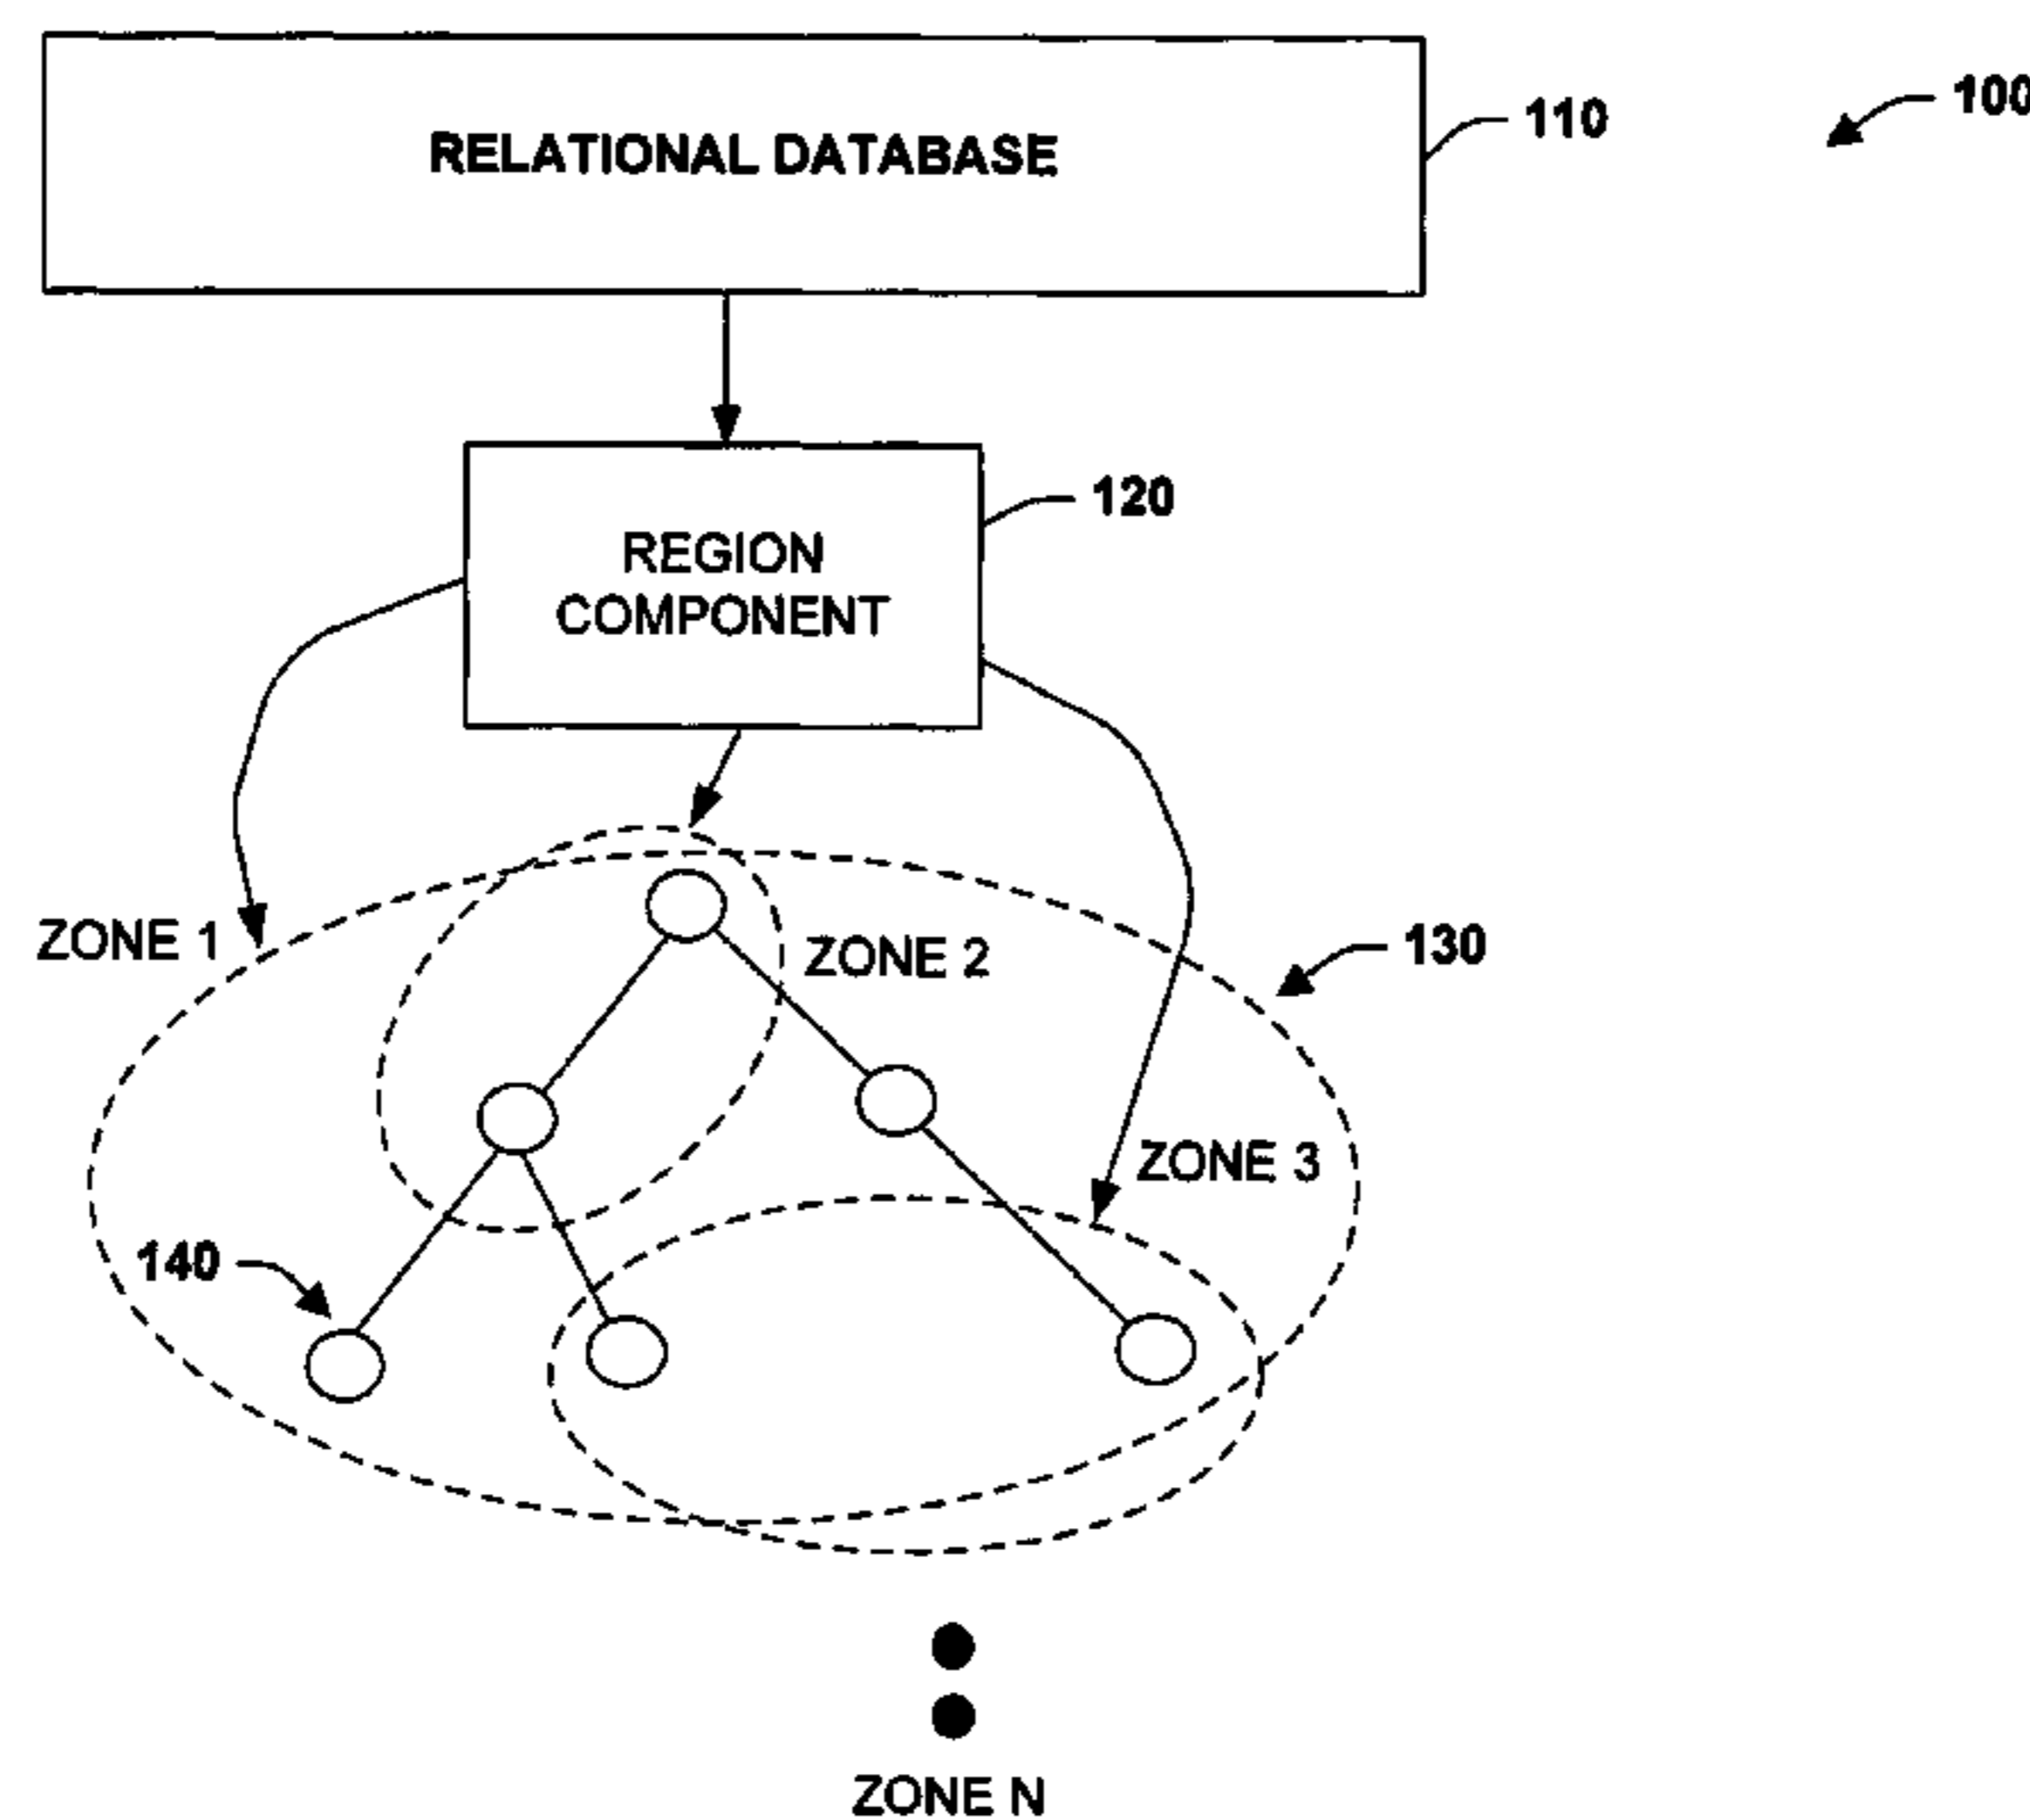 100
RELATIONAL DATABASE
110
120
REGION
COMPONENT
ZONE 1
ZONE 2
130
ZONE 3
140
ZONE N